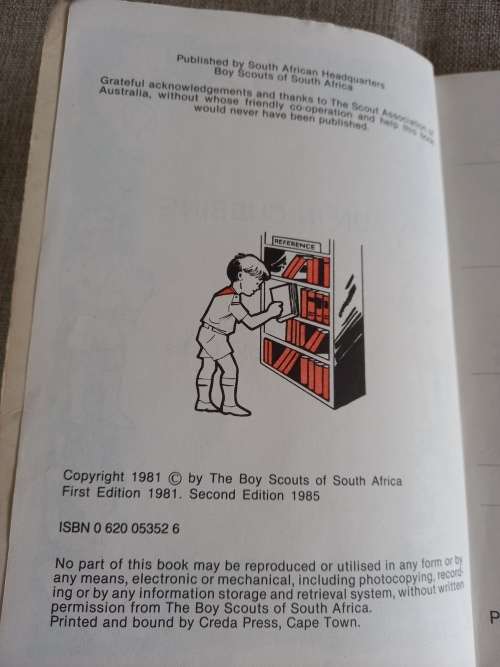 Published by South African Headquarters
Boy Scouts of South Africa
Grateful acknowledgements and thanks to The Scout Association of
Australia, without whose friendly co-operation and help this book
would never have been published.
REFERENCE
Copyright 1981 © by The Boy Scouts of South Africa
First Edition 1981. Second Edition 1985
ISBN 0 620 05352 6
No part of this book may be reproduced or utilised in any form or by
any means, electronic or mechanical, including photocopying, record-
ing or by any information storage and retrieval system, without written
permission from The Boy Scouts of South Africa.
Printed and bound by Creda Press, Cape Town.
P